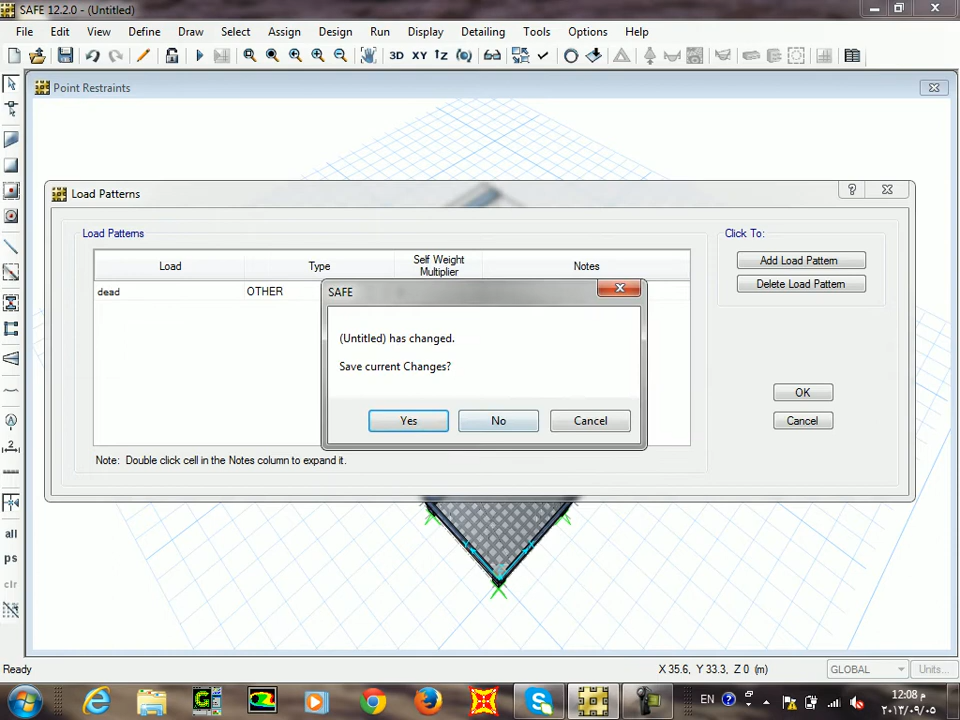 SAFE 12.2.0 - (Untitled)
File Edit View Define Draw Select Assign Design Run Display Detailing Tools Options Help
3D XY
Point Restraints
Load Patterns
Load Patterns
Load Type Self Weight Multiplier Notes
dead OTHER
Click To:
Add Load Pattern
Delete Load Pattern
SAFE
(Untitled) has changed.
Save current Changes?
Yes No Cancel
OK
Cancel
Note: Double click cell in the Notes column to expand it.
all
ps
clr
Ready X 35.6, Y 33.3, Z 0 (m) GLOBAL Units...
EN
12:08 م
٢٠١٣/٠٩/٠٥